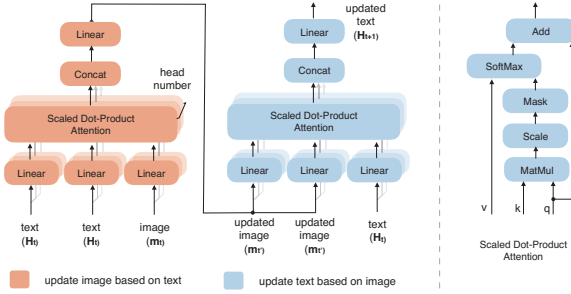 updated
text
(Ht+1)
Linear
Linear
Add
Concat
Concat
SoftMax
head
number
Mask
Scaled Dot-Product
Attention
Scaled Dot-Product
Attention
Scale
Linear
Linear
Linear
Linear
Linear
Linear
MatMul
v
k
q
text
(Ht)
text
(Ht)
image
(mt)
updated
image
(mt')
updated
image
(mt')
text
(Ht)
Scaled Dot-Product
Attention
update image based on text
update text based on image